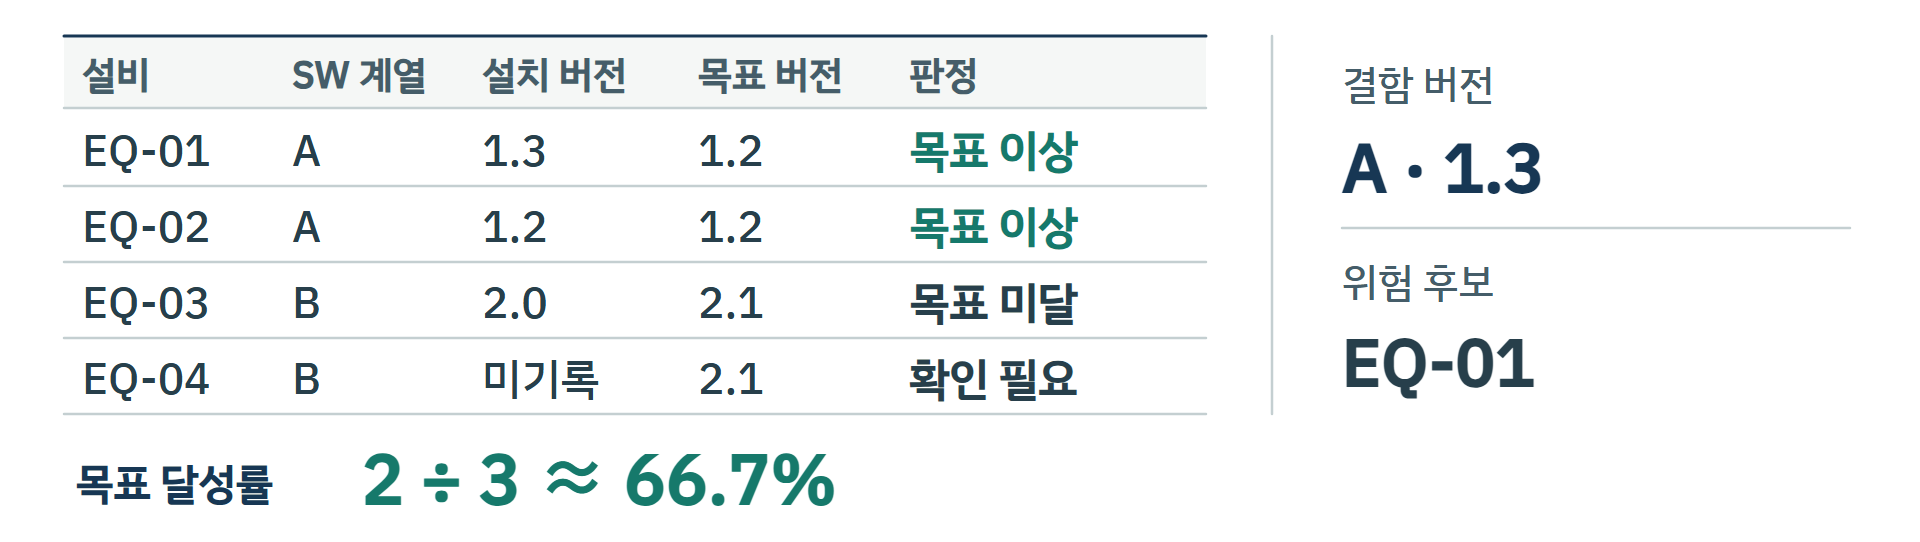 설비 SW 계열 설치 버전 목표 버전 판정
EQ-01 A 1.3 1.2 목표 이상
EQ-02 A 1.2 1.2 목표 이상
EQ-03 B 2.0 2.1 목표 미달
EQ-04 B 미기록 2.1 확인 필요
목표 달성률 2 ÷ 3 ≈ 66.7%
결함 버전
A · 1.3
위험 후보
EQ-01